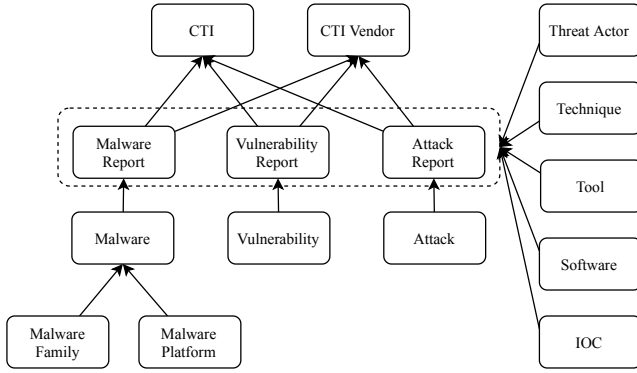 CTI
CTI Vendor
Threat Actor
Technique
Malware
Report
Vulnerability
Report
Attack
Report
Tool
Malware
Vulnerability
Attack
Software
Malware
Family
Malware
Platform
IOC